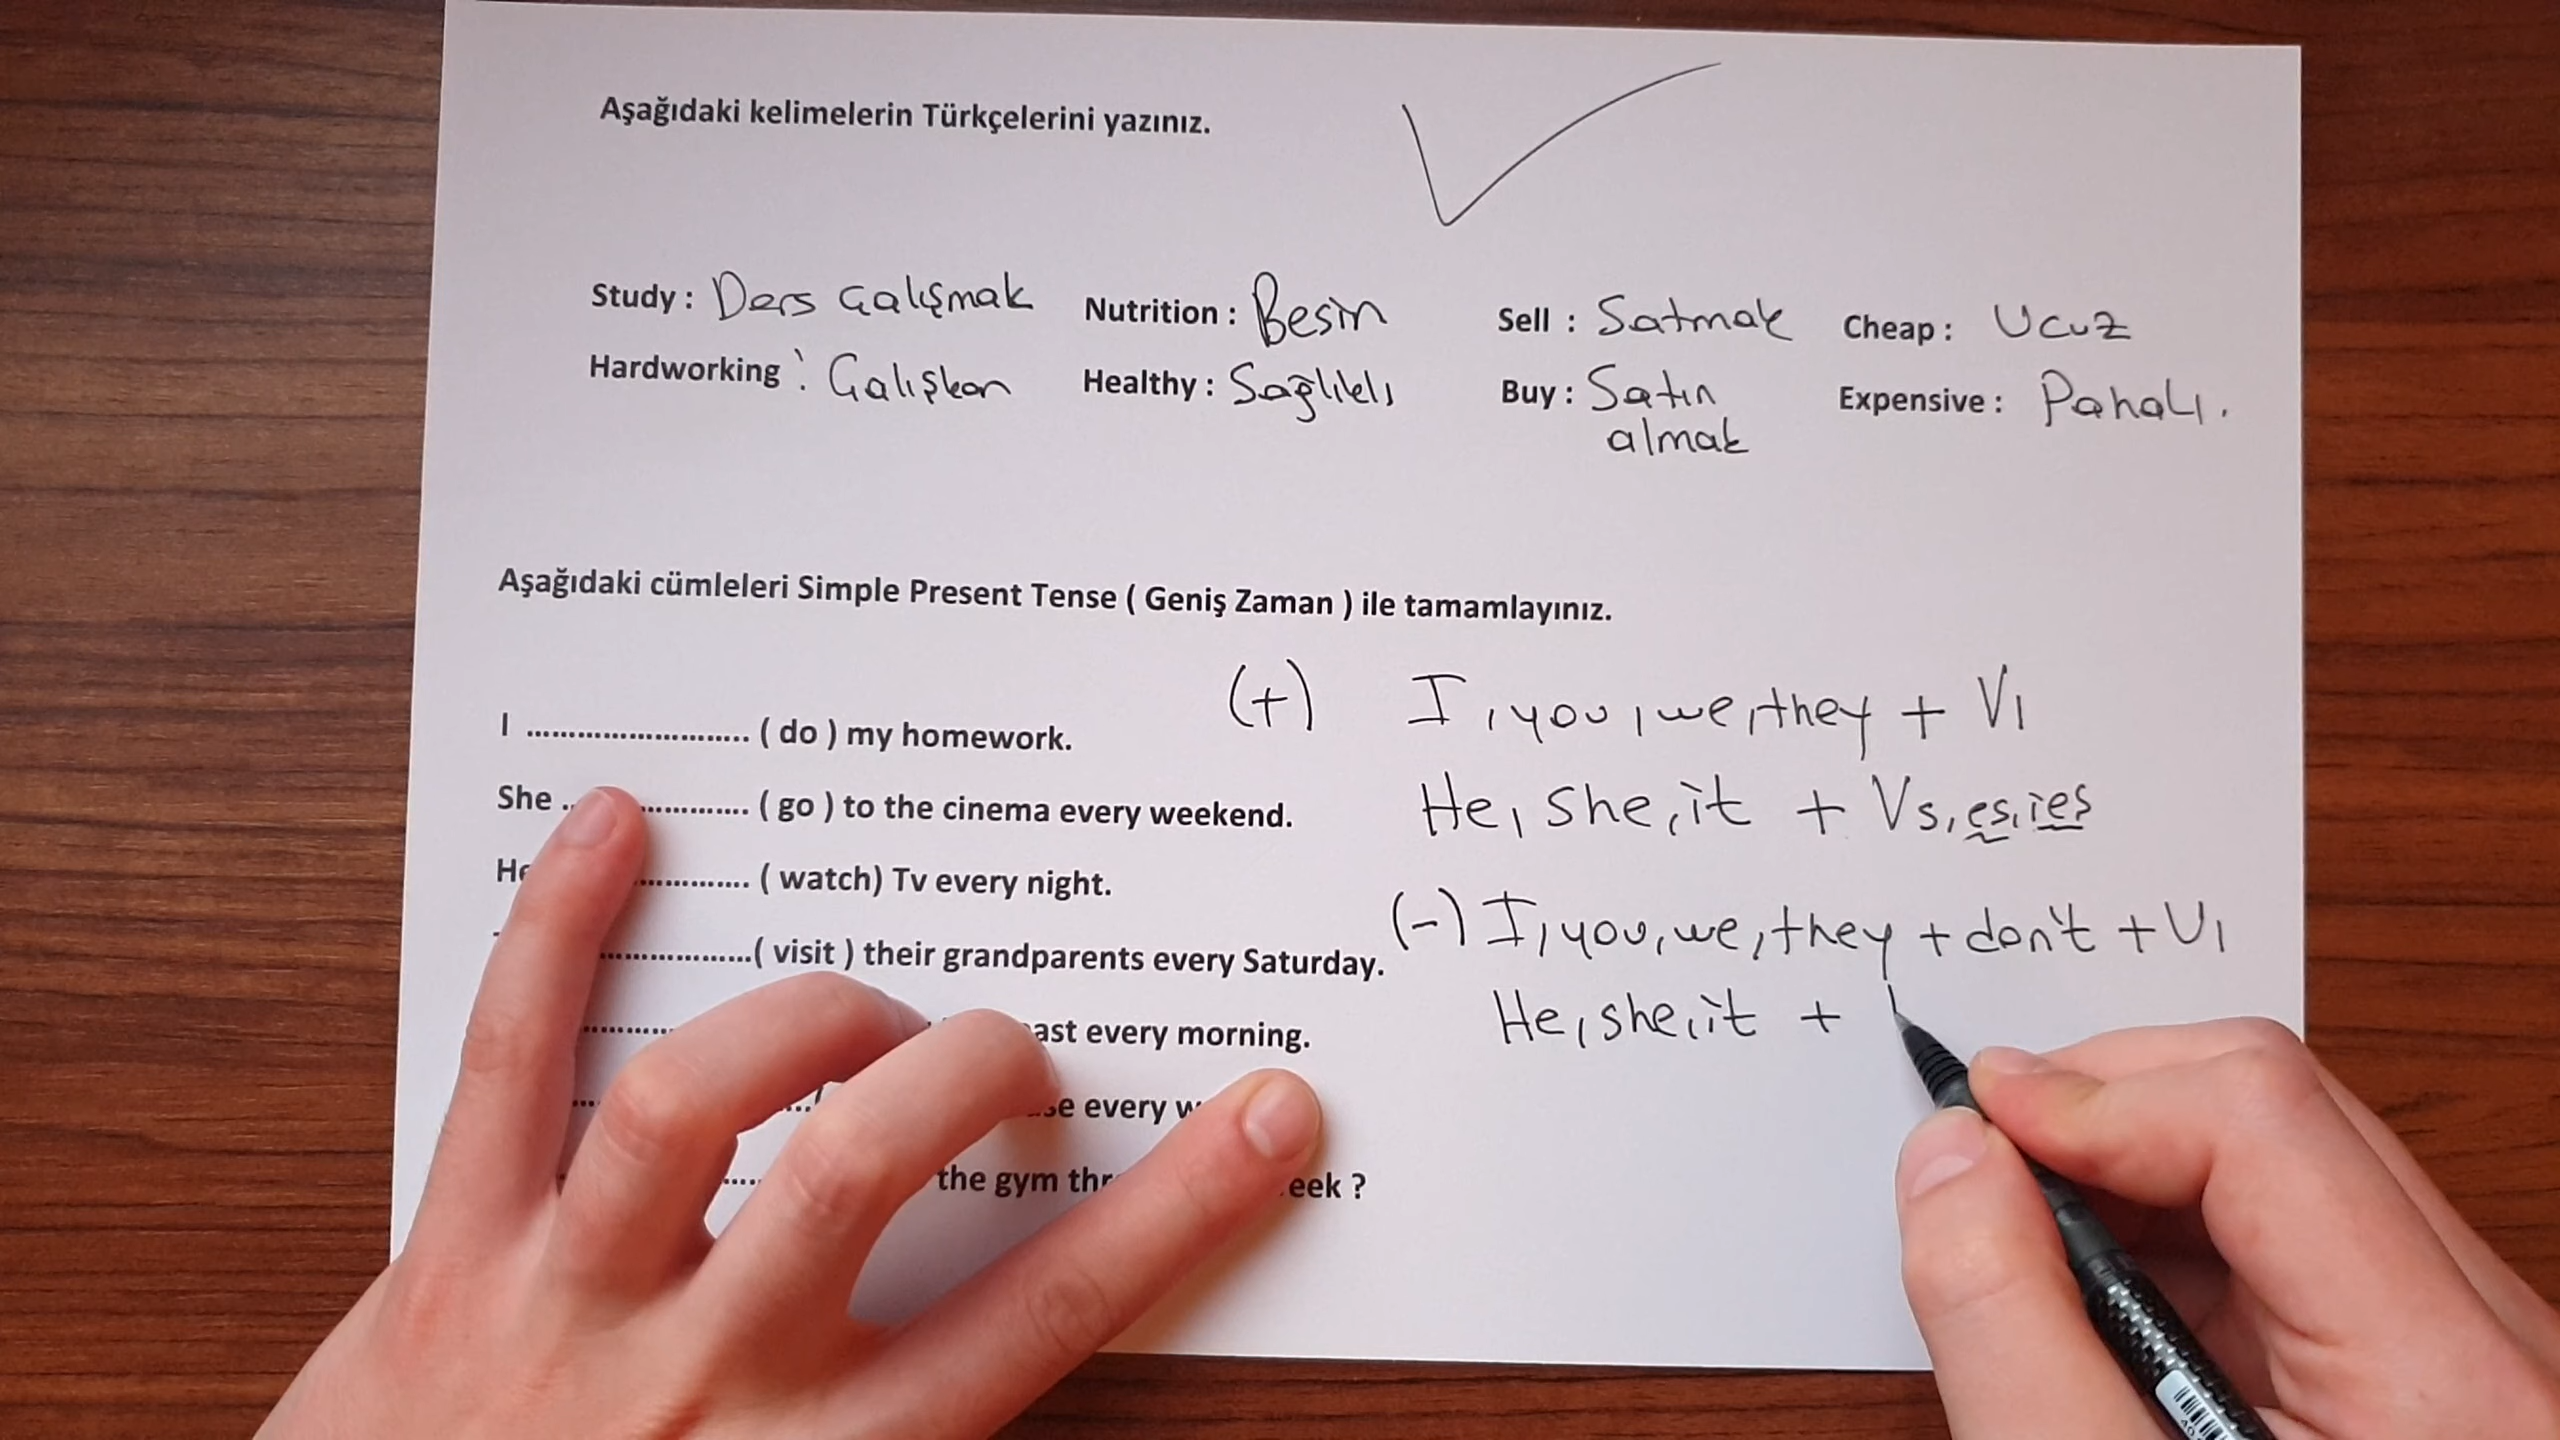 Aşağıdaki kelimelerin Türkçelerini yazınız.
Study : Ders Çalışmak Nutrition : Besin Sell : Satmak Cheap : Ucuz
Hardworking : Çalışkan Healthy : Sağlıklı Buy : Satın almak Expensive : Pahalı.
Aşağıdaki cümleleri Simple Present Tense ( Geniş Zaman ) ile tamamlayınız.
I ............................ ( do ) my homework.
She .. .............. ( go ) to the cinema every weekend.
He .............. ( watch) Tv every night.
....................( visit ) their grandparents every Saturday.
............ every morning.
..... every
..... the gym ?
(+) I, you, we, they + V1
He, she, it + Vs, es, ies
(-) I, you, we, they + don't + V1
He, she, it +